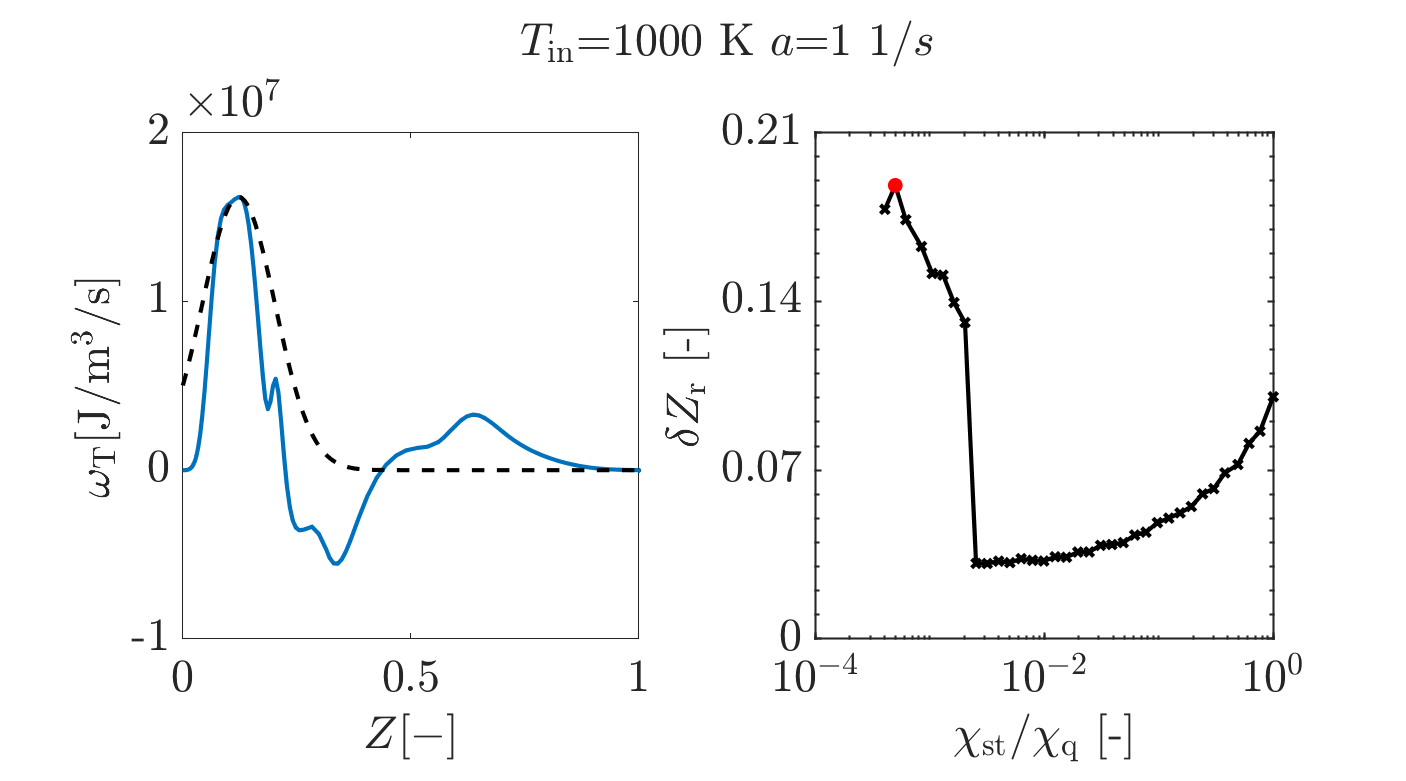 T_in=1000 K a=1 1/s
×10^7
2
1
0
-1
0 0.5 1
Z[−]
ω_T[J/m^3/s]
0.21
0.14
0.07
0
10^−4 10^−2 10^0
χ_st/χ_q [-]
δZ_r [-]